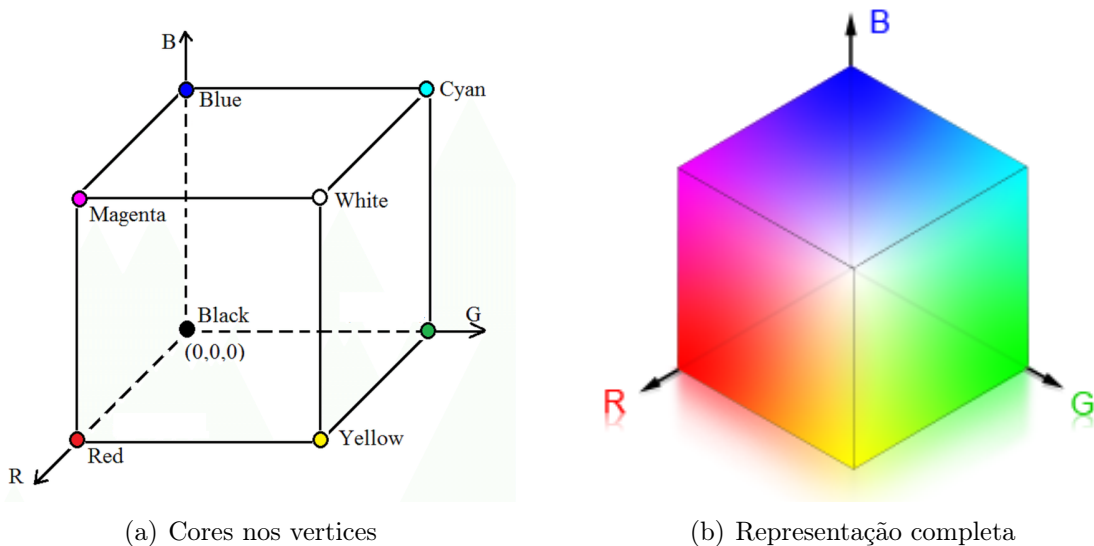 B
Blue
Cyan
Magenta
White
Black
(0,0,0)
G
Red
Yellow
R
(a) Cores nos vertices
B
R
G
(b) Representação completa